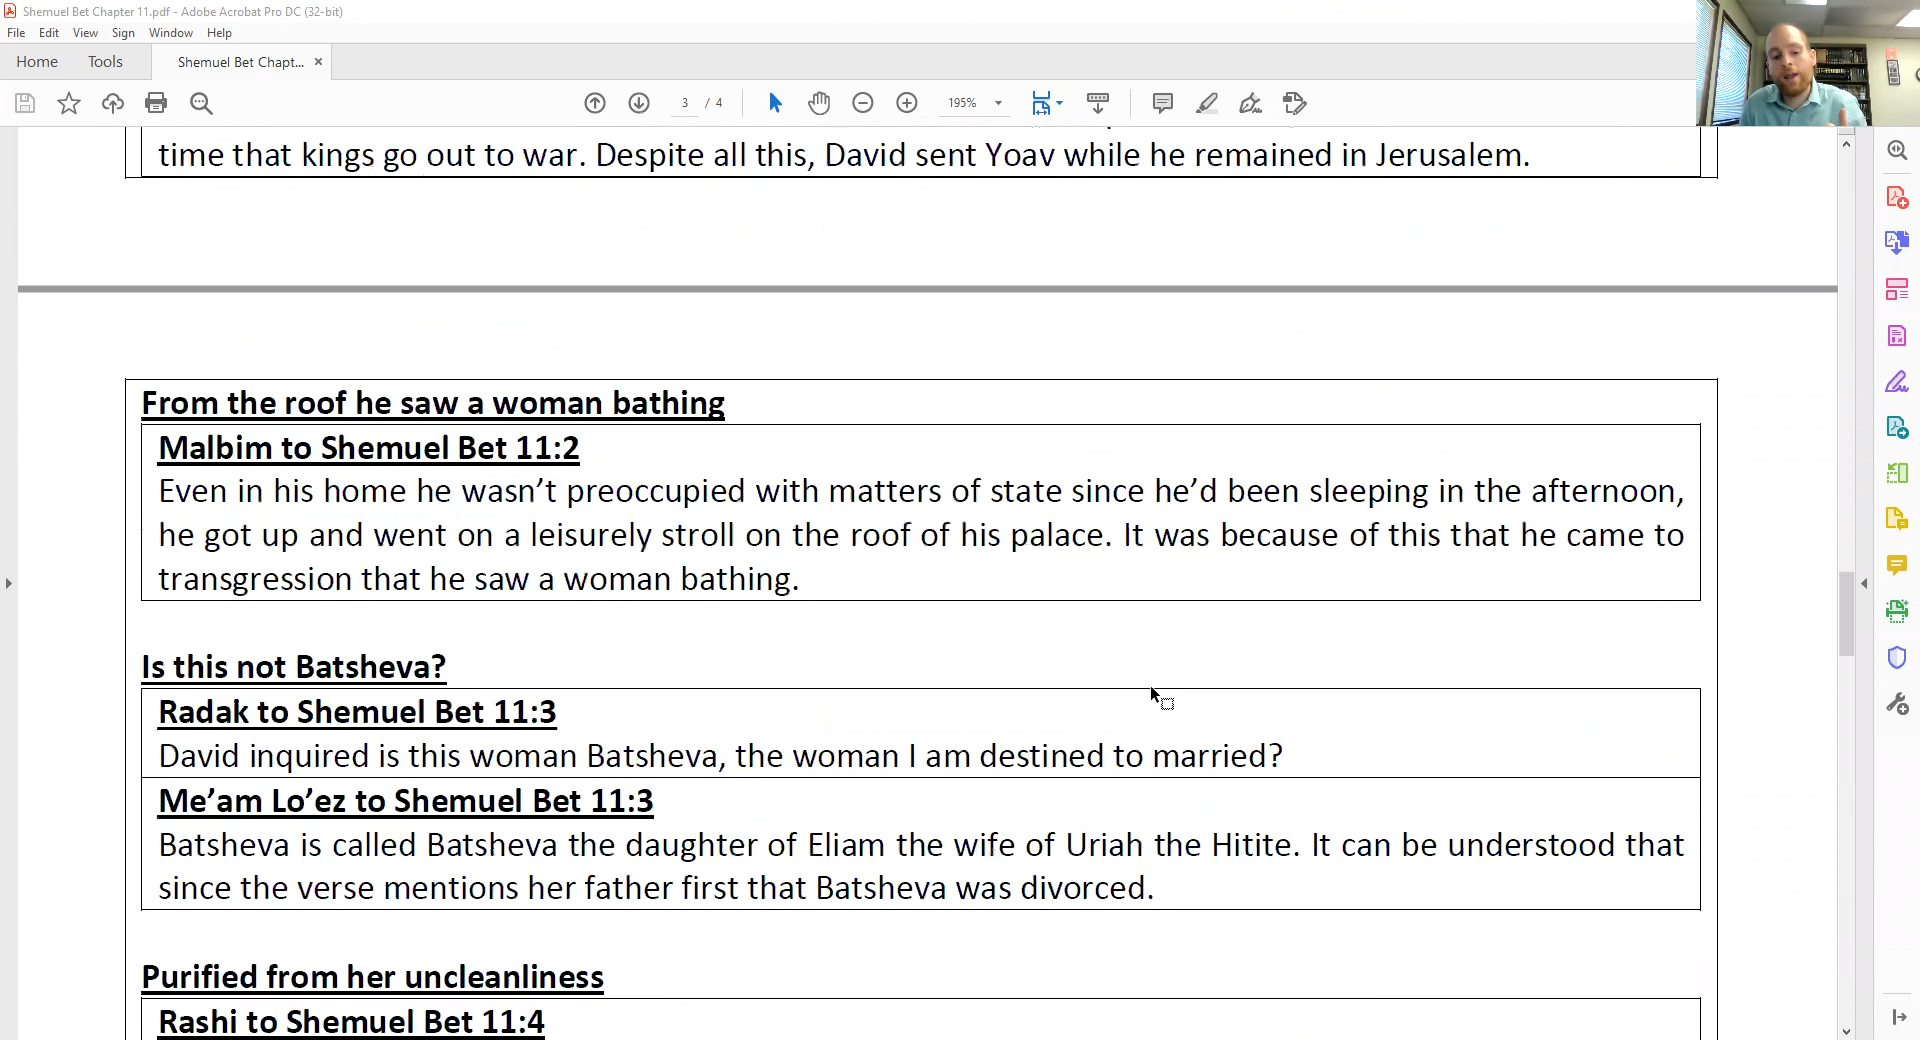 Shemuel Bet Chapter 11.pdf - Adobe Acrobat Pro DC (32-bit)
File Edit View Sign Window Help
Home Tools Shemuel Bet Chapt... ×
3 / 4 195%
time that kings go out to war. Despite all this, David sent Yoav while he remained in Jerusalem.
From the roof he saw a woman bathing
Malbim to Shemuel Bet 11:2
Even in his home he wasn’t preoccupied with matters of state since he’d been sleeping in the afternoon,
he got up and went on a leisurely stroll on the roof of his palace. It was because of this that he came to
transgression that he saw a woman bathing.
Is this not Batsheva?
Radak to Shemuel Bet 11:3
David inquired is this woman Batsheva, the woman I am destined to married?
Me’am Lo’ez to Shemuel Bet 11:3
Batsheva is called Batsheva the daughter of Eliam the wife of Uriah the Hitite. It can be understood that
since the verse mentions her father first that Batsheva was divorced.
Purified from her uncleanliness
Rashi to Shemuel Bet 11:4